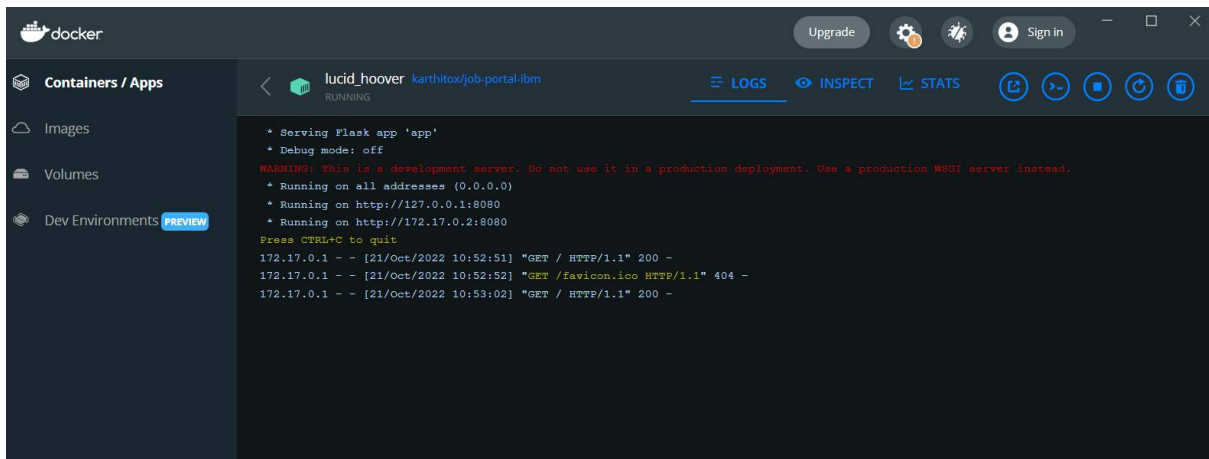 docker
Upgrade
Sign in
Containers / Apps
Images
Volumes
Dev Environments PREVIEW
lucid_hoover karthitox/job-portal-ibm
RUNNING
LOGS
INSPECT
STATS
* Serving Flask app 'app'
* Debug mode: off
WARNING: This is a development server. Do not use it in a production deployment. Use a production WSGI server instead.
* Running on all addresses (0.0.0.0)
* Running on http://127.0.0.1:8080
* Running on http://172.17.0.2:8080
Press CTRL+C to quit
172.17.0.1 - - [21/Oct/2022 10:52:51] "GET / HTTP/1.1" 200 -
172.17.0.1 - - [21/Oct/2022 10:52:52] "GET /favicon.ico HTTP/1.1" 404 -
172.17.0.1 - - [21/Oct/2022 10:53:02] "GET / HTTP/1.1" 200 -